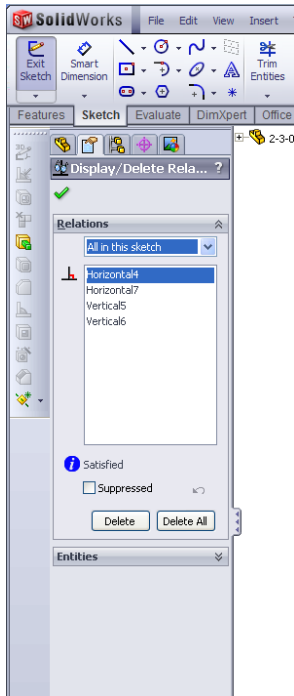 SolidWorks File Edit View Insert
Exit Sketch
Smart Dimension
Trim Entities
Features Sketch Evaluate DimXpert Office
2-3-0
Display/Delete Rela... ?
Relations
All in this sketch
Horizontal4
Horizontal7
Vertical5
Vertical6
Satisfied
Suppressed
Delete Delete All
Entities